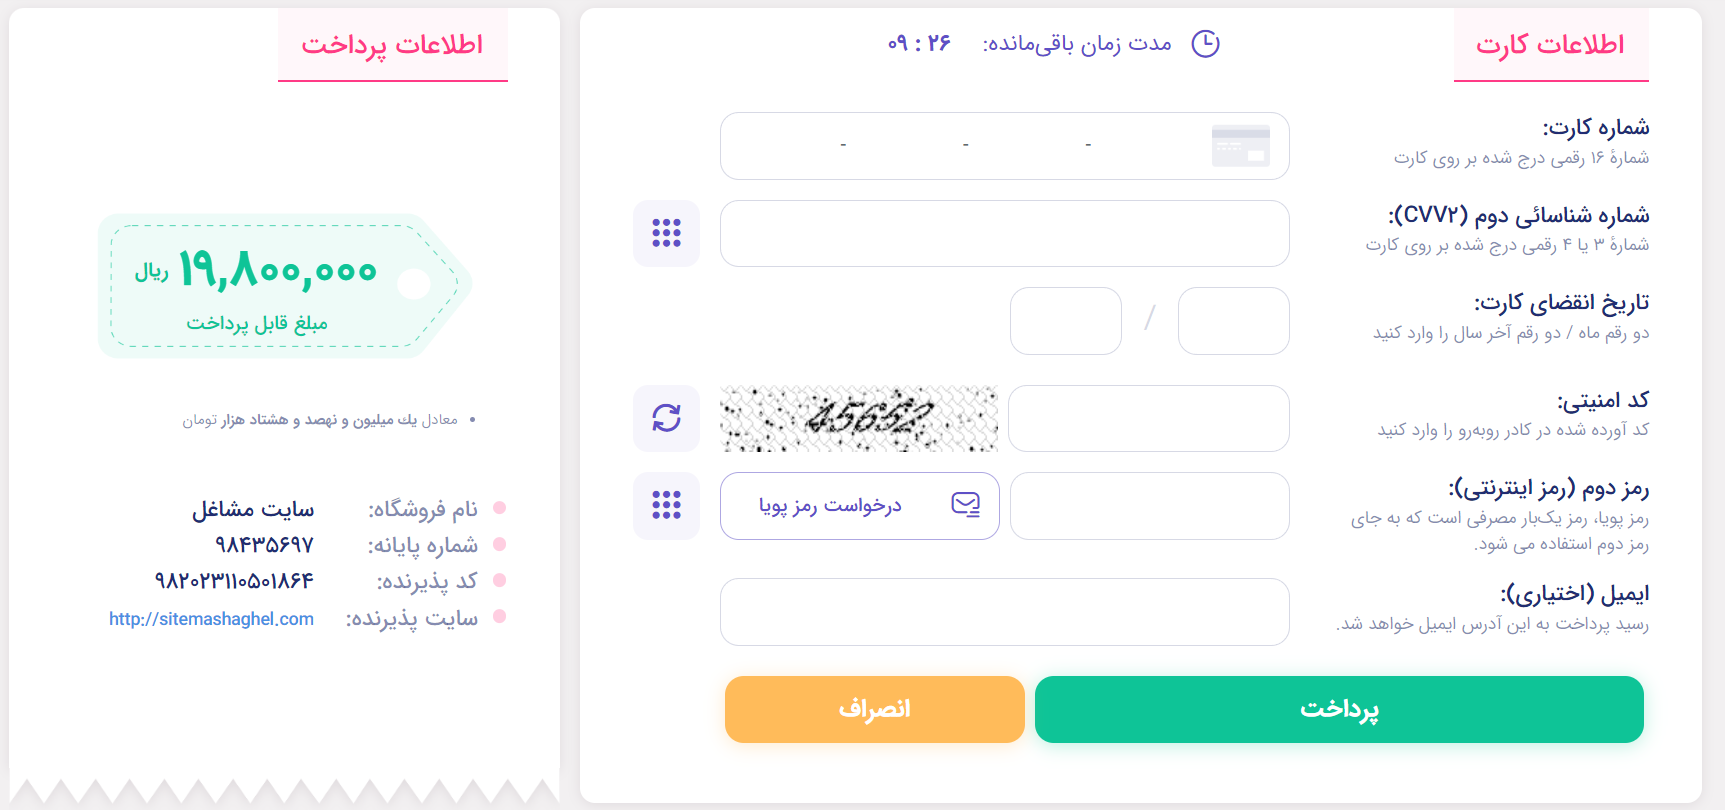 اطلاعات کارت
مدت زمان باقی‌مانده: ۰۹ : ۲۶
شماره کارت:
شمارهٔ ۱۶ رقمی درج شده بر روی کارت
- - -
شماره شناسائی دوم (CVV۲):
شمارهٔ ۳ یا ۴ رقمی درج شده بر روی کارت
تاریخ انقضای کارت:
دو رقم ماه / دو رقم آخر سال را وارد کنید
/
کد امنیتی:
کد آورده شده در کادر روبه‌رو را وارد کنید
45652
رمز دوم (رمز اینترنتی):
رمز پویا، رمز یک‌بار مصرفی است که به جای
رمز دوم استفاده می شود.
درخواست رمز پویا
ایمیل (اختیاری):
رسید پرداخت به این آدرس ایمیل خواهد شد.
پرداخت
انصراف
اطلاعات پرداخت
۱۹,۸۰۰,۰۰۰ ریال
مبلغ قابل پرداخت
• معادل یك میلیون و نهصد و هشتاد هزار تومان
نام فروشگاه: سایت مشاغل
شماره پایانه: ۹۸۴۳۵۶۹۷
کد پذیرنده: ۹۸۲۰۲۳۱۱۰۵۰۱۸۶۴
سایت پذیرنده: http://sitemashaghel.com